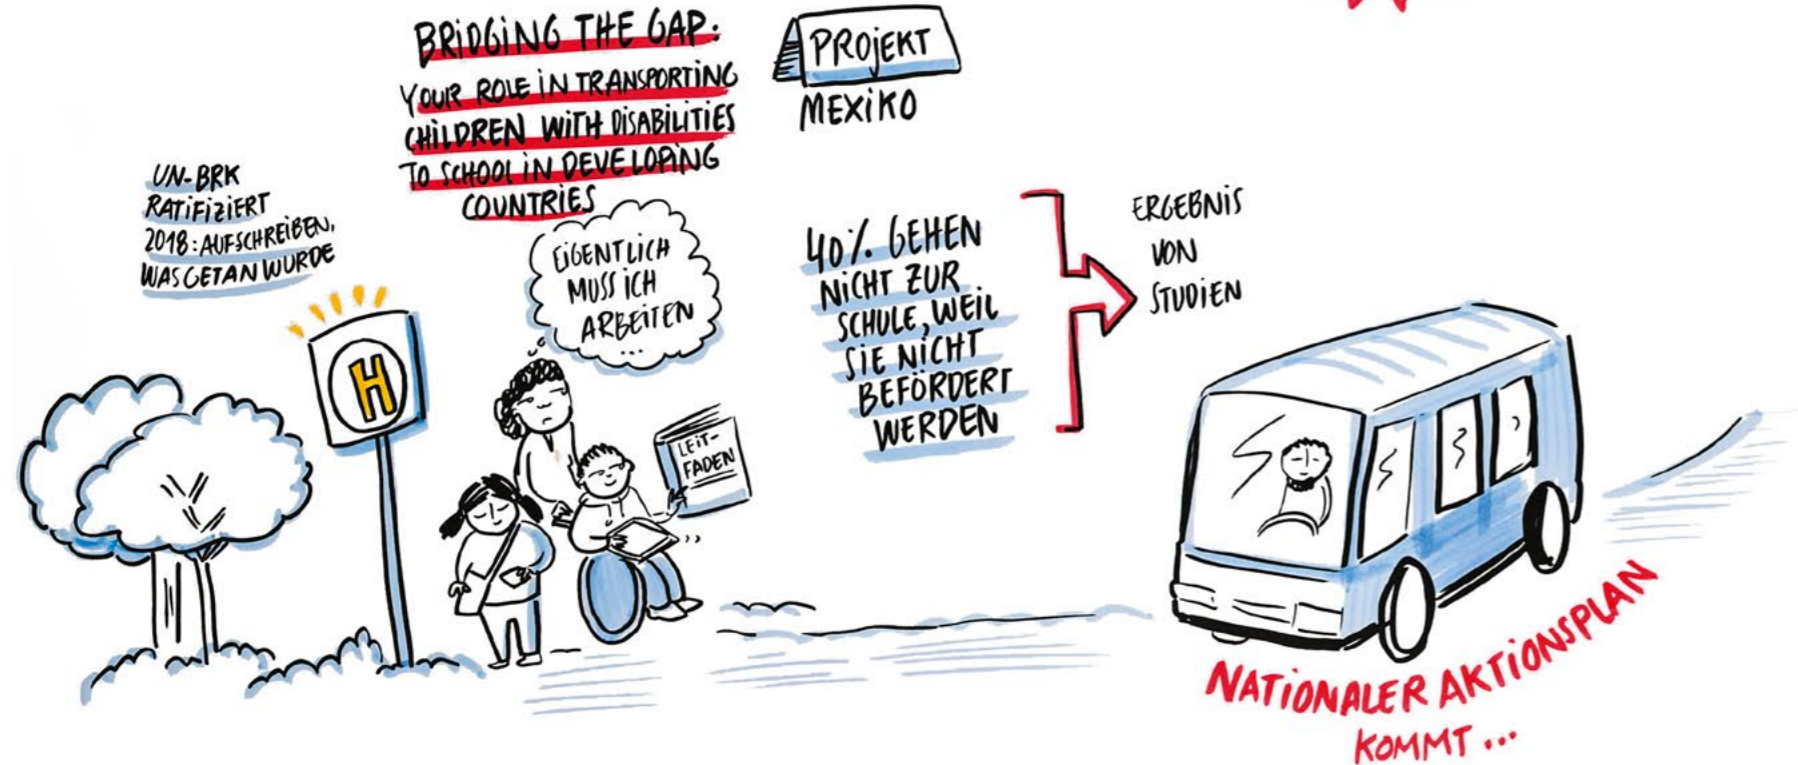 BRIDGING THE GAP:
YOUR ROLE IN TRANSPORTING
CHILDREN WITH DISABILITIES
TO SCHOOL IN DEVELOPING
COUNTRIES
PROJEKT
MEXIKO
UN-BRK
RATIFIZIERT
2018: AUFSCHREIBEN,
WAS GETAN WURDE
H
EIGENTLICH
MUSS ICH
ARBEITEN
...
LEIT-
FADEN
40% GEHEN
NICHT ZUR
SCHULE, WEIL
SIE NICHT
BEFÖRDERT
WERDEN
ERGEBNIS
VON
STUDIEN
NATIONALER AKTIONSPLAN
KOMMT...